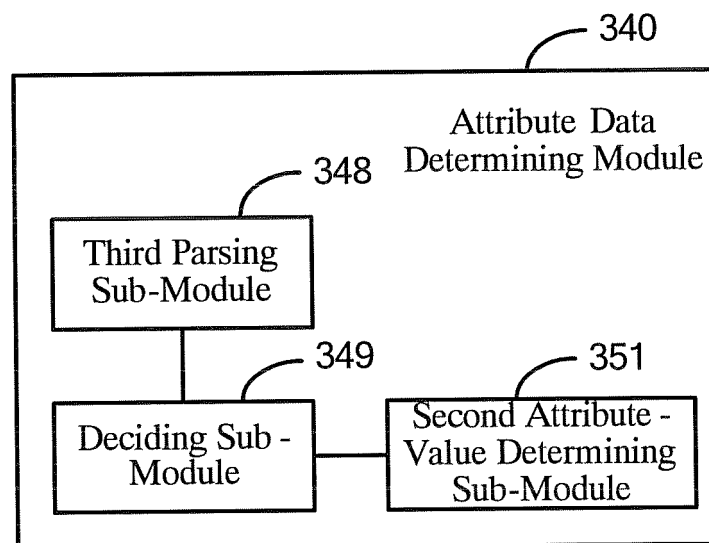 340
Attribute Data
Determining Module
348
Third Parsing
Sub-Module
349
Deciding Sub -
Module
351
Second Attribute -
Value Determining
Sub-Module